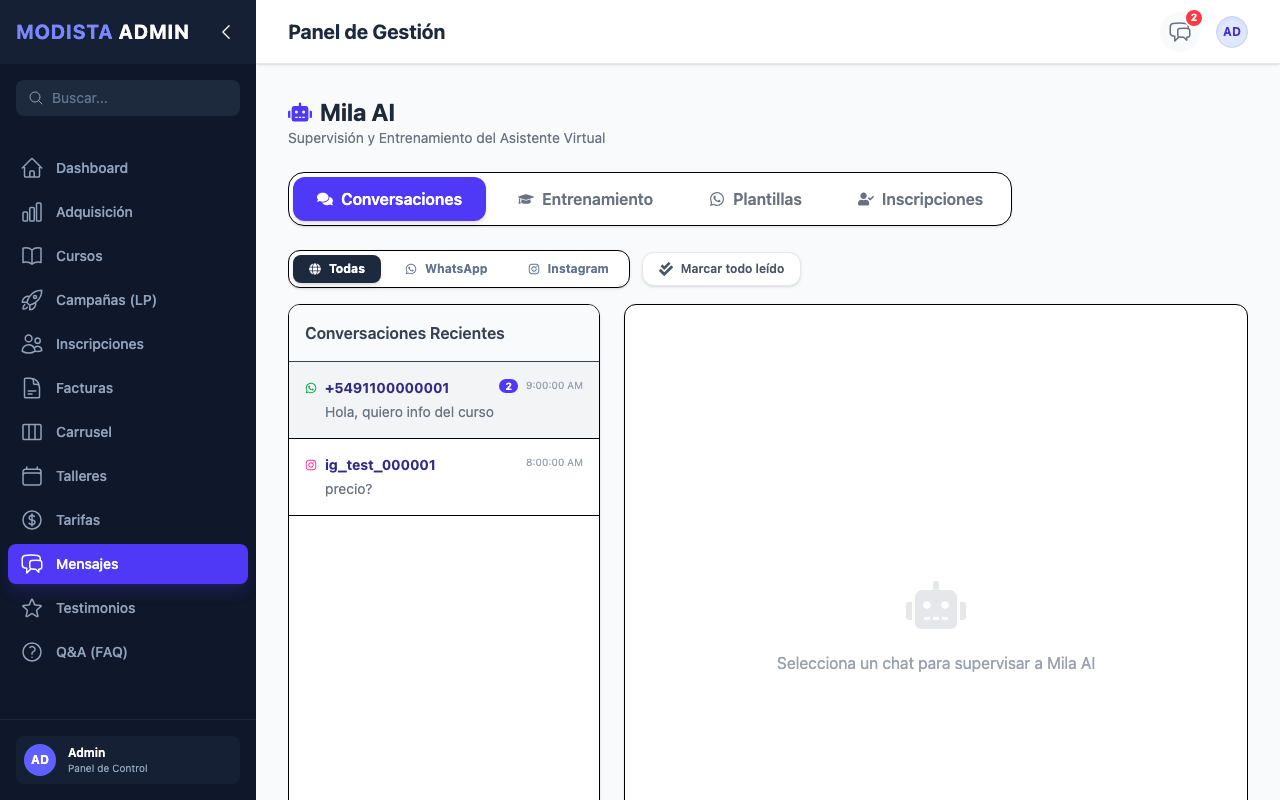 MODISTA ADMIN
Buscar...
Dashboard
Adquisición
Cursos
Campañas (LP)
Inscripciones
Facturas
Carrusel
Talleres
Tarifas
Mensajes
Testimonios
Q&A (FAQ)
AD
Admin
Panel de Control
Panel de Gestión
2
AD
Mila AI
Supervisión y Entrenamiento del Asistente Virtual
Conversaciones
Entrenamiento
Plantillas
Inscripciones
Todas
WhatsApp
Instagram
Marcar todo leído
Conversaciones Recientes
+5491100000001
2
9:00:00 AM
Hola, quiero info del curso
ig_test_000001
8:00:00 AM
precio?
Selecciona un chat para supervisar a Mila AI